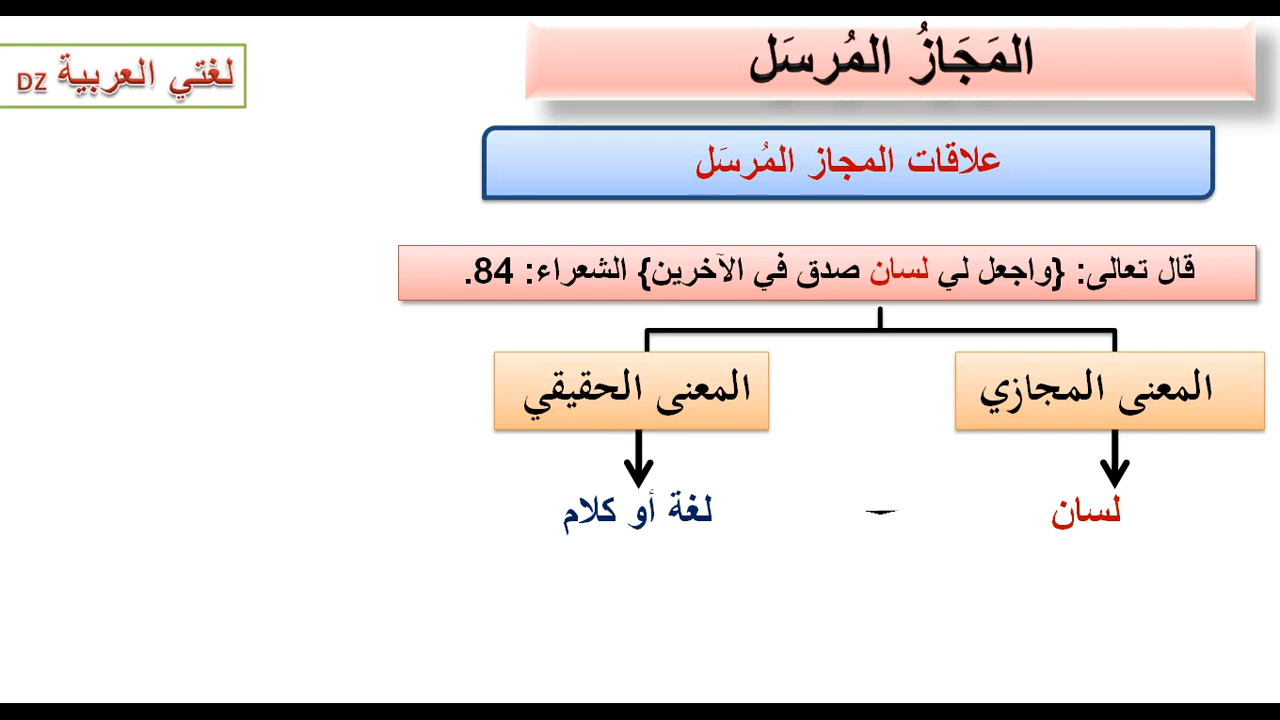 المَجَازُ المُرسَل
لغتي العربية DZ
علاقات المجاز المُرسَل
قال تعالى: {واجعل لي لسان صدق في الآخرين} الشعراء: 84.
المعنى المجازي
المعنى الحقيقي
لسان
لغة أو كلام